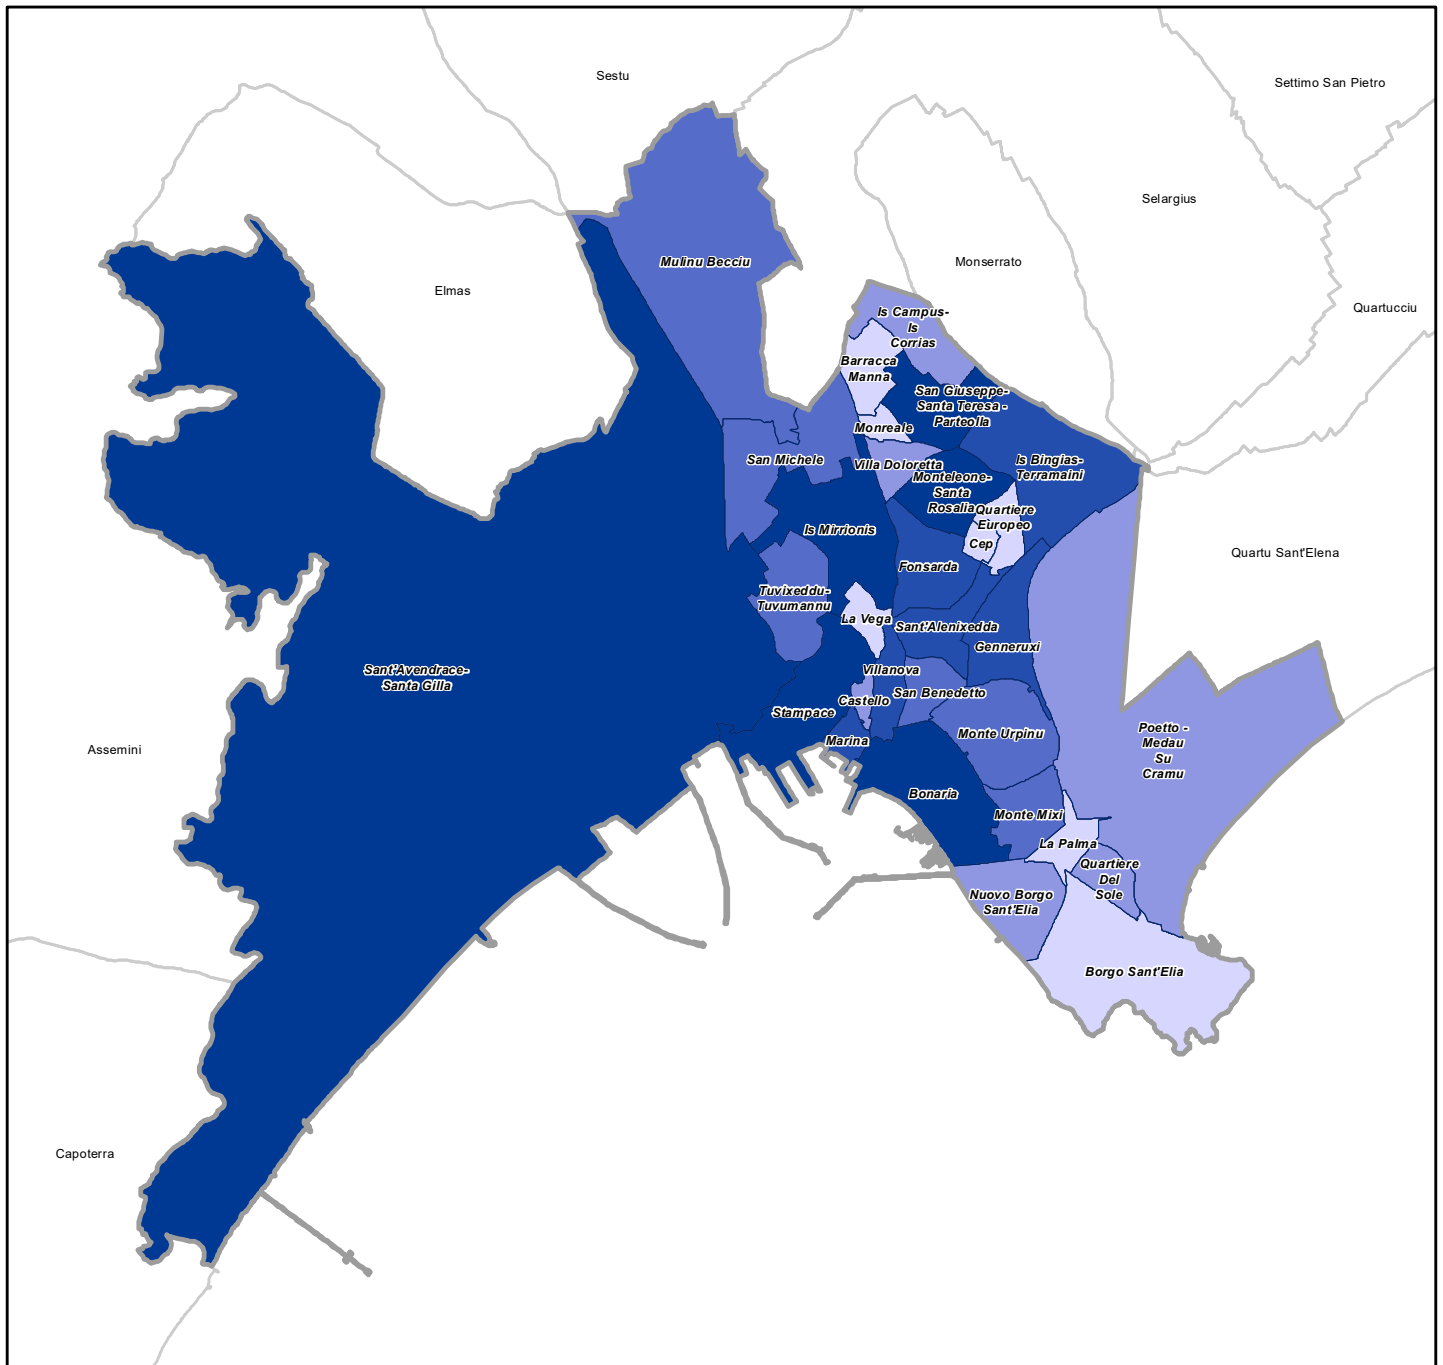 Sestu
Settimo San Pietro
Selargius
Mulinu Becciu
Monserrato
Elmas
Quartucciu
Is Campus-
Is
Corrias
Barracca
Manna
San Giuseppe-
Santa Teresa -
Parteolla
Monreale
San Michele
Villa Doloretta
Is Bingias-
Terramaini
Monteleone-
Santa
Rosalia
Quartiere
Europeo
Is Mirrionis
Cep
Quartu Sant'Elena
Fonsarda
Tuvixeddu-
Tuvumannu
La Vega
Sant'Alenixedda
Genneruxi
Sant'Avendrace-
Santa Gilla
Villanova
San Benedetto
Castello
Stampace
Marina
Monte Urpinu
Poetto -
Medau
Su
Cramu
Assemini
Bonaria
Monte Mixi
La Palma
Quartiere
Del
Sole
Nuovo Borgo
Sant'Elia
Borgo Sant'Elia
Capoterra